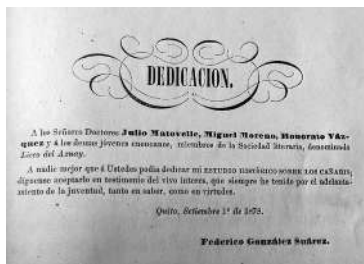 DEDICACION.
A los Señores Doctores Julio Matovelle, Miguel Moreno, Honorato Váz-
quez y á los demas jóvenes cuencanos, miembros de la Sociedad literaria, denominada
Liceo del Azuay.
A nadie mejor que á Ustedes podia dedicar mi ESTUDIO HISTÓRICO SOBRE LOS CAÑARIS;
dígnense aceptarlo en testimonio del vivo interes, que siempre he tenido por el adelanta-
miento de la juventud, tanto en saber, como en virtudes.
Quito, Setiembre 1º de 1878.
Federico González Suárez.